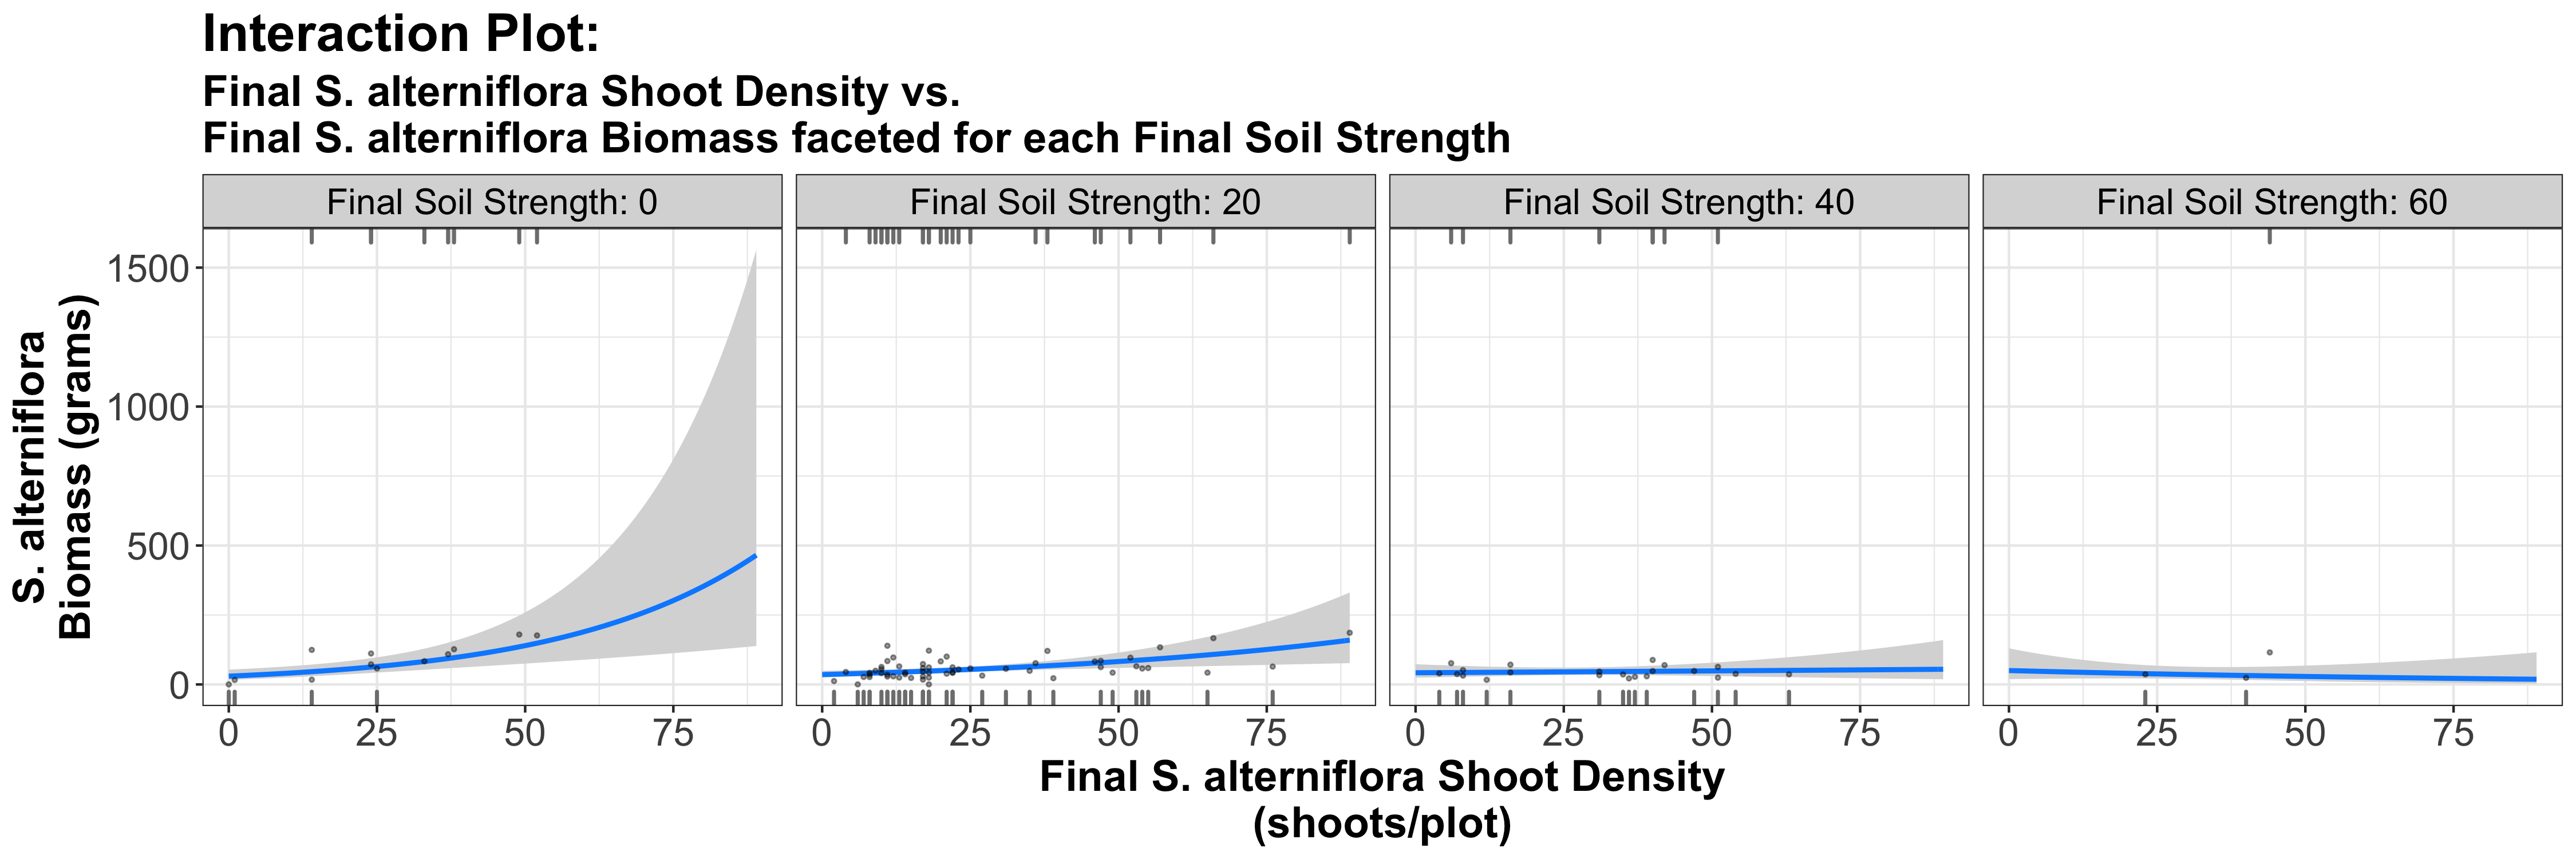 Interaction Plot:
Final S. alterniflora Shoot Density vs.
Final S. alterniflora Biomass faceted for each Final Soil Strength
Final Soil Strength: 0
Final Soil Strength: 20
Final Soil Strength: 40
Final Soil Strength: 60
S. alterniflora
Biomass (grams)
1500
1000
500
0
0 25 50 75
0 25 50 75
0 25 50 75
0 25 50 75
Final S. alterniflora Shoot Density
(shoots/plot)